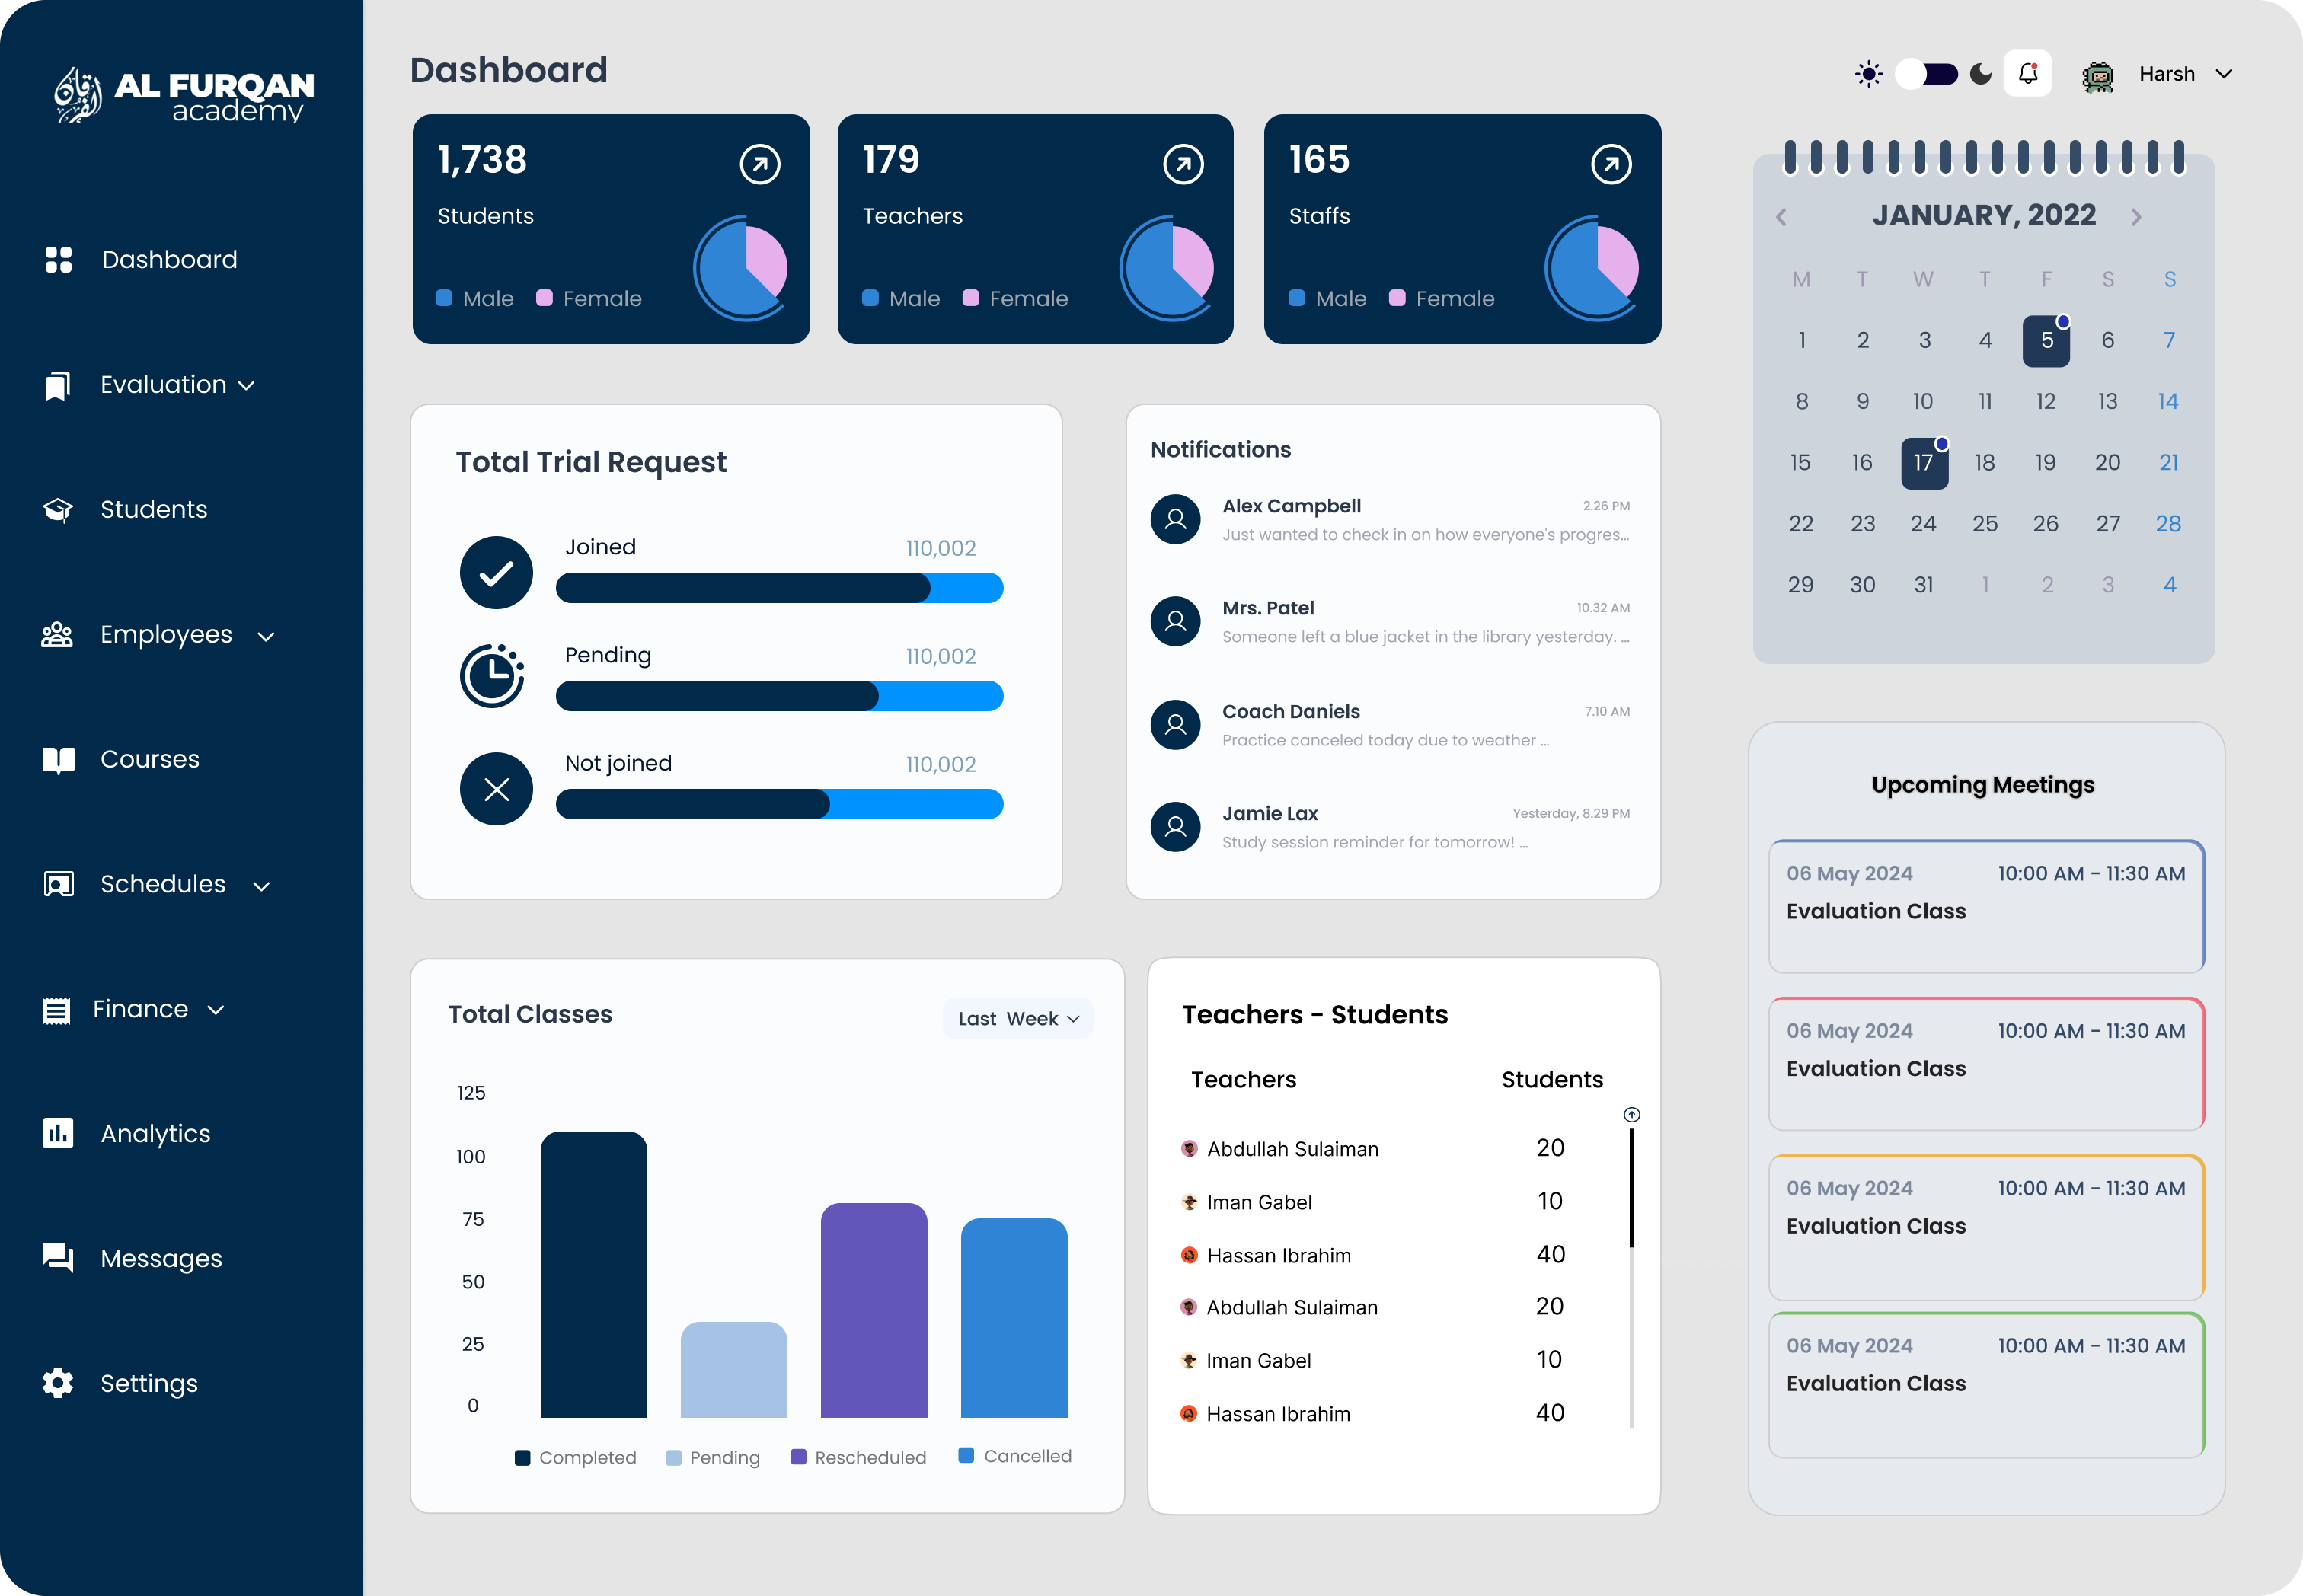 AL FURQAN
academy
Dashboard
Evaluation
Students
Employees
Courses
Schedules
Finance
Analytics
Messages
Settings
Dashboard
Harsh
1,738
Students
Male Female
179
Teachers
Male Female
165
Staffs
Male Female
Total Trial Request
Joined 110,002
Pending 110,002
Not joined 110,002
Notifications
Alex Campbell 2.26 PM
Just wanted to check in on how everyone's progres...
Mrs. Patel 10.32 AM
Someone left a blue jacket in the library yesterday. ...
Coach Daniels 7.10 AM
Practice canceled today due to weather ...
Jamie Lax Yesterday, 8.29 PM
Study session reminder for tomorrow! ...
Total Classes
Last Week
125
100
75
50
25
0
Completed Pending Rescheduled Cancelled
Teachers - Students
Teachers Students
Abdullah Sulaiman 20
Iman Gabel 10
Hassan Ibrahim 40
Abdullah Sulaiman 20
Iman Gabel 10
Hassan Ibrahim 40
JANUARY, 2022
M T W T F S S
1 2 3 4 5 6 7
8 9 10 11 12 13 14
15 16 17 18 19 20 21
22 23 24 25 26 27 28
29 30 31 1 2 3 4
Upcoming Meetings
06 May 2024 10:00 AM - 11:30 AM
Evaluation Class
06 May 2024 10:00 AM - 11:30 AM
Evaluation Class
06 May 2024 10:00 AM - 11:30 AM
Evaluation Class
06 May 2024 10:00 AM - 11:30 AM
Evaluation Class